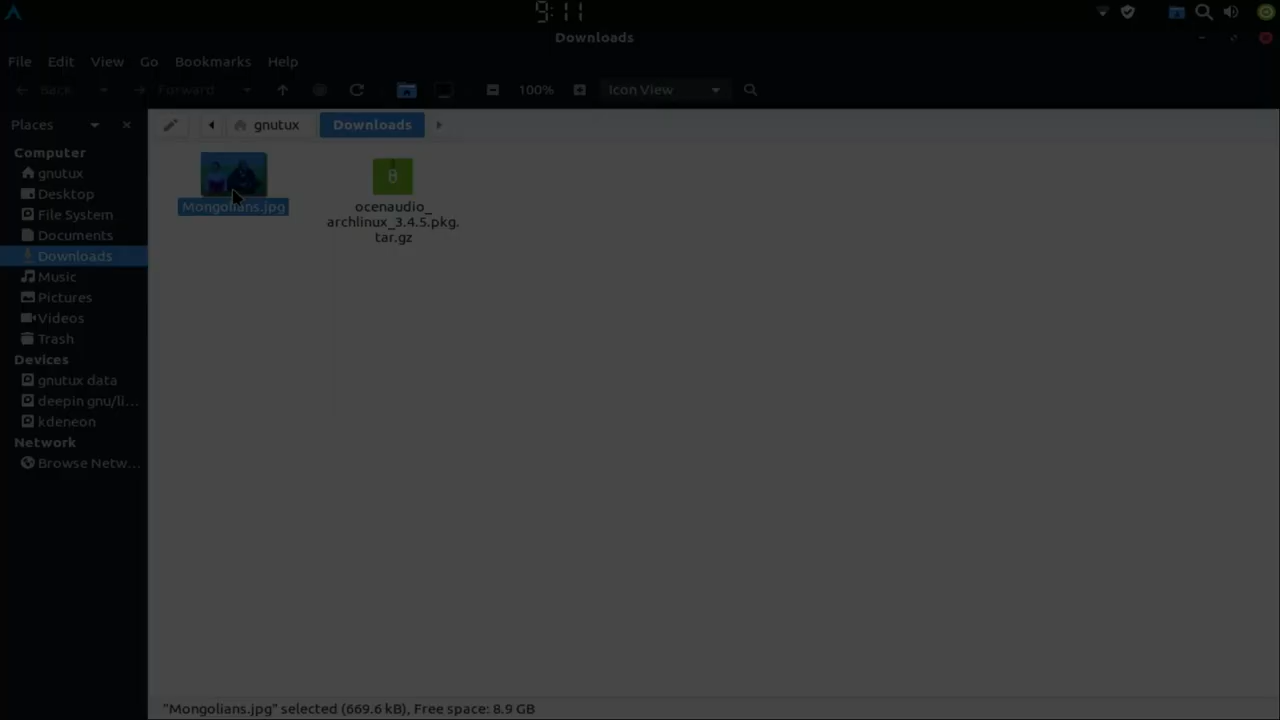 9:11
Downloads
File Edit View Go Bookmarks Help
Back Forward 100% Icon View
Places
gnutux Downloads
Computer
gnutux
Desktop
File System
Documents
Downloads
Music
Pictures
Videos
Trash
Devices
gnutux data
deepin gnu/li...
kdeneon
Network
Browse Netw...
Mongolians.jpg
ocenaudio_
archlinux_3.4.5.pkg.
tar.gz
"Mongolians.jpg" selected (669.6 kB), Free space: 8.9 GB